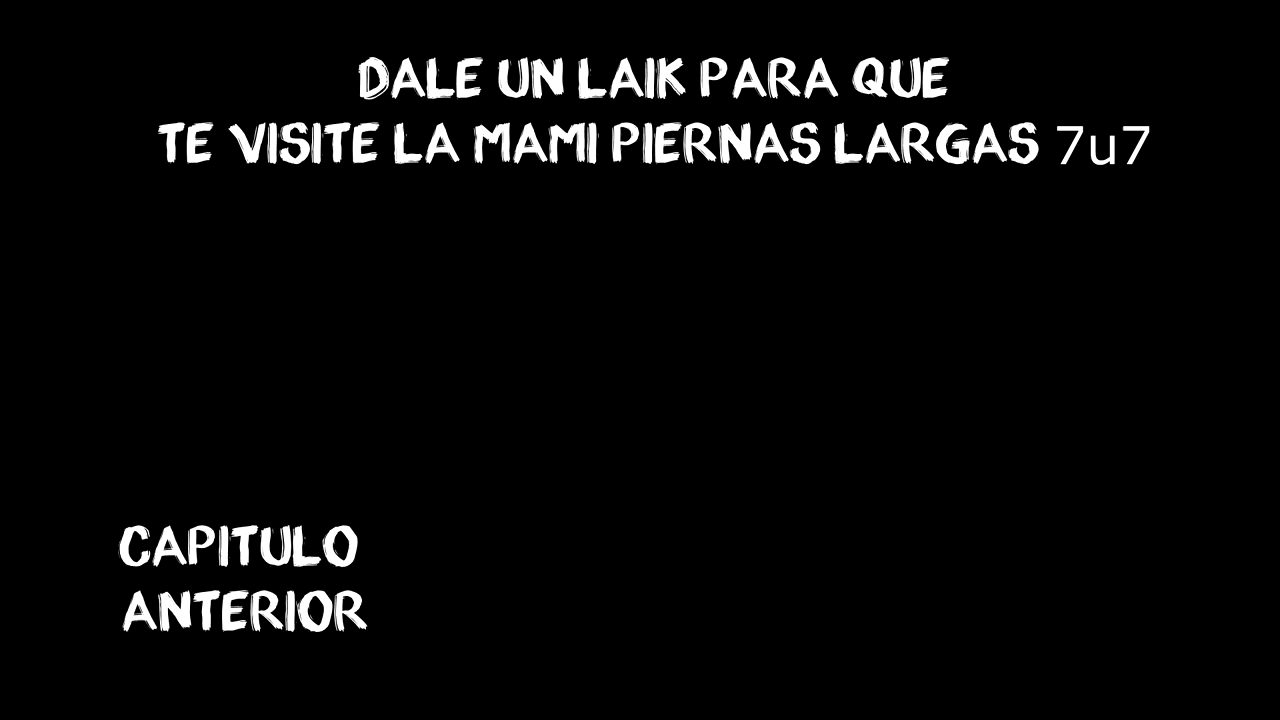 DALE UN LAIK PARA QUE
TE VISITE LA MAMI PIERNAS LARGAS 7u7
CAPITULO
ANTERIOR